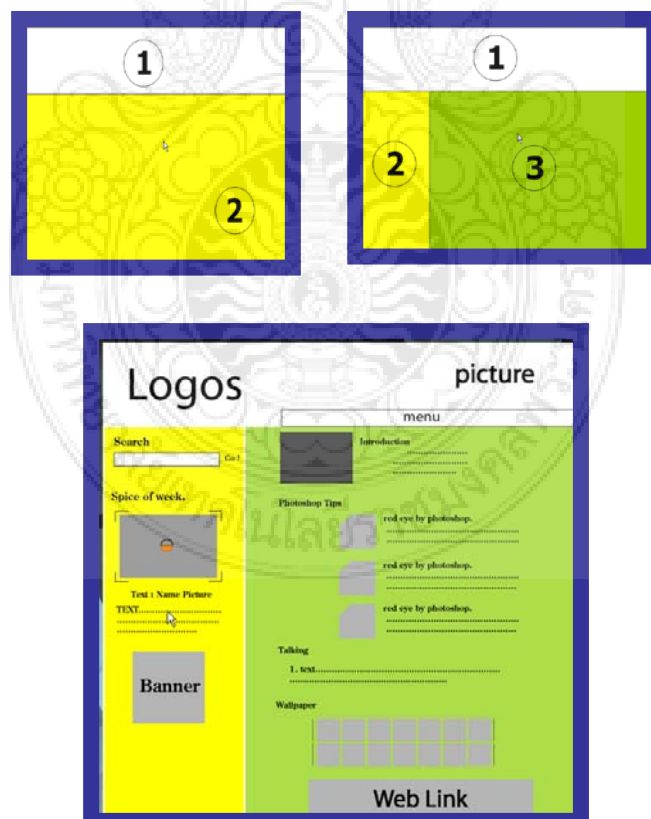 1
2
1
2
3
Logos
picture
menu
Search
Go !
Spice of week.
Text : Name Picture
TEXT
Banner
Introduction
Photoshop Tips
red eye by photoshop.
red eye by photoshop.
red eye by photoshop.
Talking
1. text
Wallpaper
Web Link